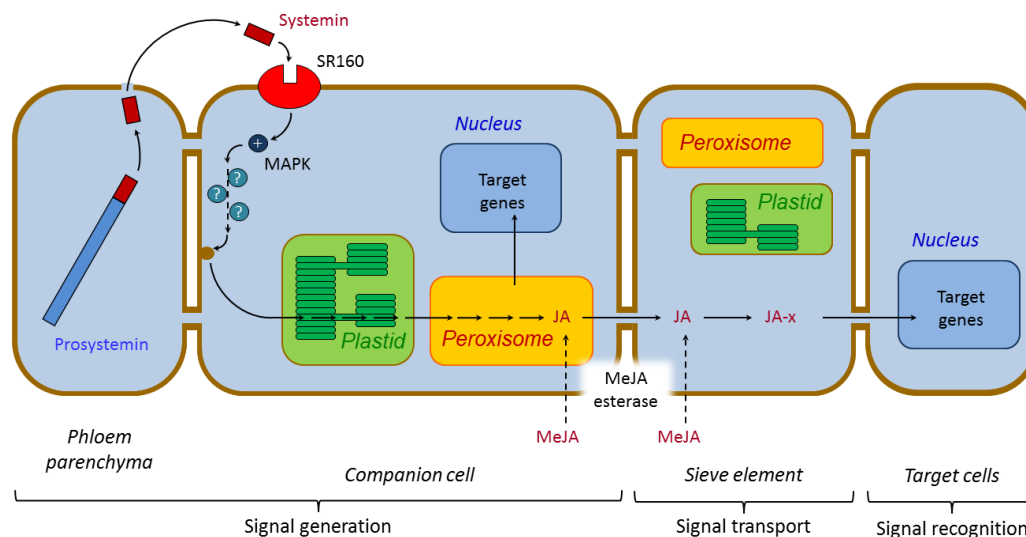 Systemin
SR160
MAPK
+
?
?
?
Prosystemin
Nucleus
Target
genes
Plastid
JA
Peroxisome
MeJA
esterase
MeJA
Peroxisome
Plastid
JA
JA-x
MeJA
Nucleus
Target
genes
Phloem
parenchyma
Companion cell
Sieve element
Target cells
Signal generation
Signal transport
Signal recognition